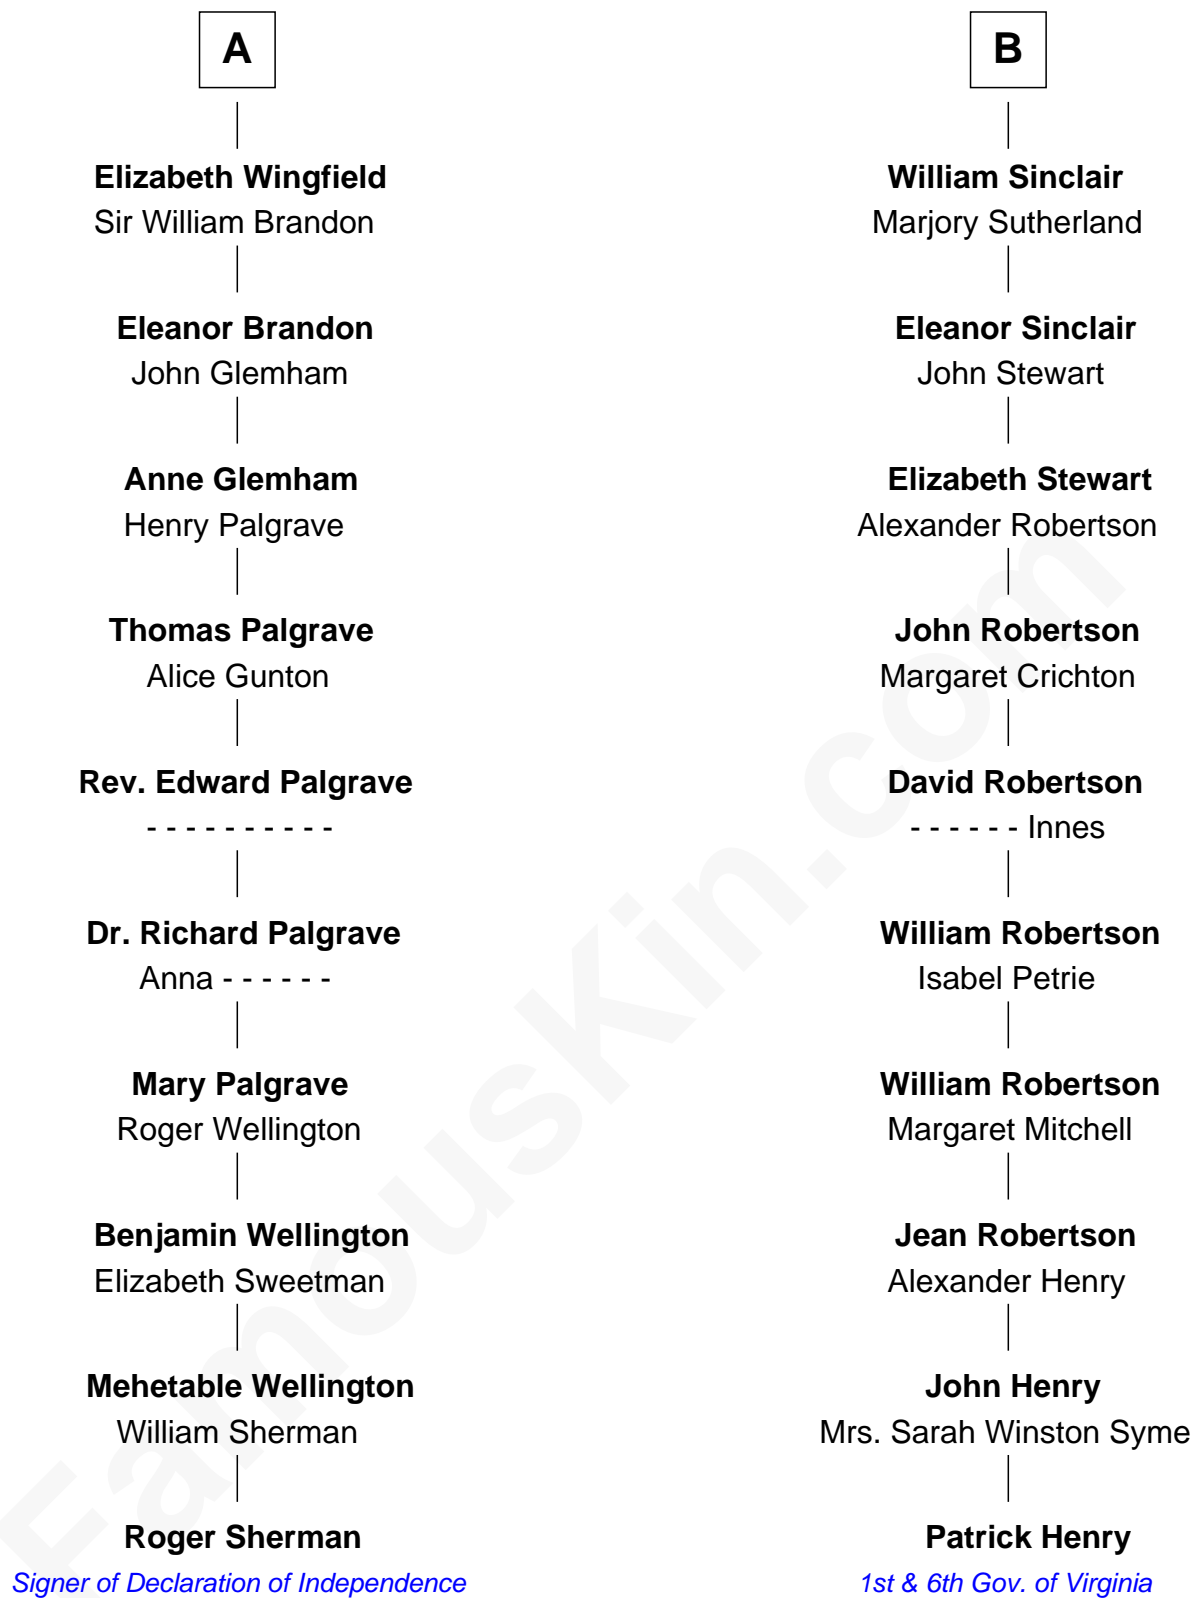 A
Elizabeth Wingfield
Sir William Brandon
Eleanor Brandon
John Glemham
Anne Glemham
Henry Palgrave
Thomas Palgrave
Alice Gunton
Rev. Edward Palgrave
- - - - - - - - - -
Dr. Richard Palgrave
Anna - - - - - -
Mary Palgrave
Roger Wellington
Benjamin Wellington
Elizabeth Sweetman
Mehetable Wellington
William Sherman
Roger Sherman
Signer of Declaration of Independence
B
William Sinclair
Marjory Sutherland
Eleanor Sinclair
John Stewart
Elizabeth Stewart
Alexander Robertson
John Robertson
Margaret Crichton
David Robertson
- - - - - - Innes
William Robertson
Isabel Petrie
William Robertson
Margaret Mitchell
Jean Robertson
Alexander Henry
John Henry
Mrs. Sarah Winston Syme
Patrick Henry
1st & 6th Gov. of Virginia
FamousKin.com